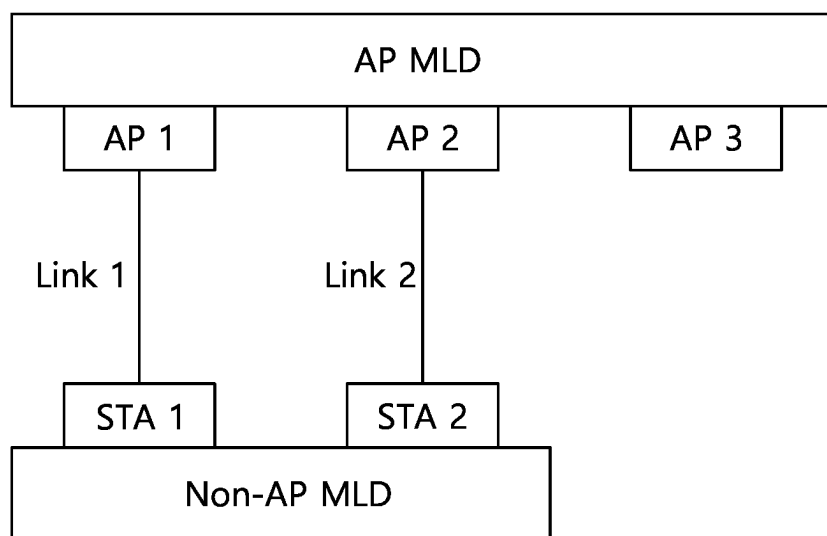 AP MLD
AP 1
AP 2
AP 3
Link 1
Link 2
STA 1
STA 2
Non-AP MLD